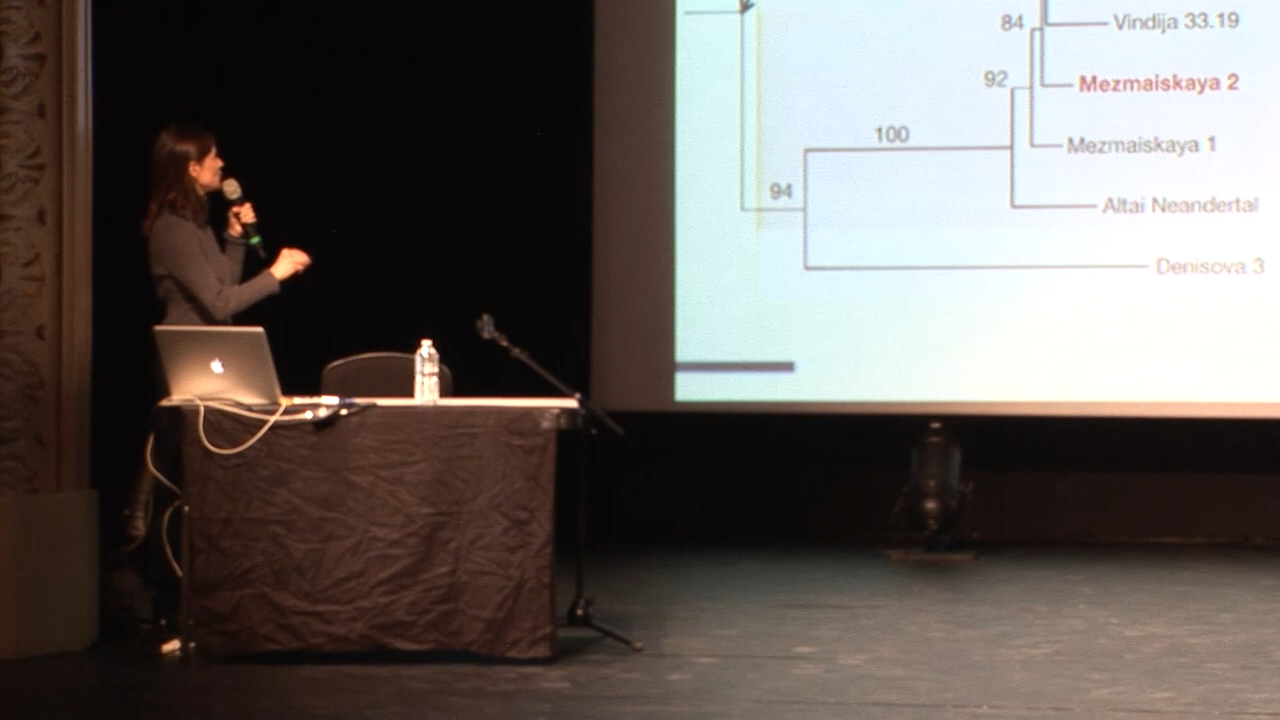 84
Vindija 33.19
92
Mezmaiskaya 2
100
Mezmaiskaya 1
94
Altai Neandertal
Denisova 3